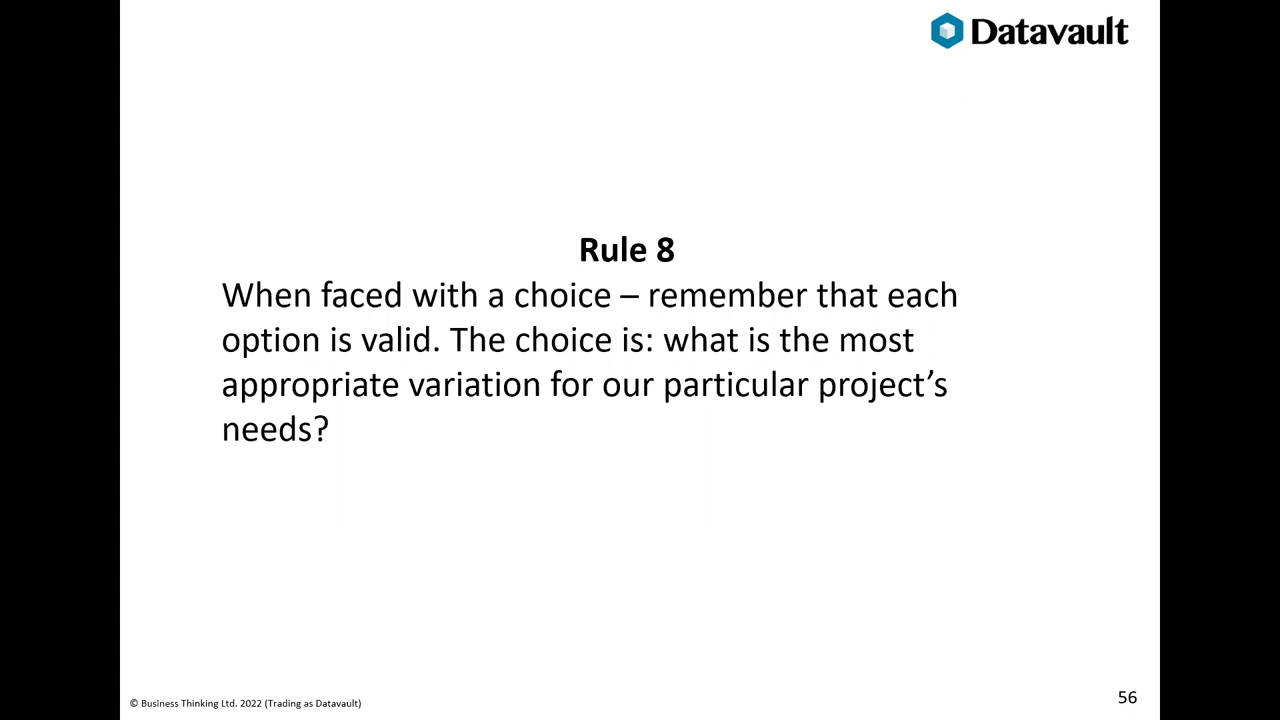 Datavault
Rule 8
When faced with a choice – remember that each
option is valid. The choice is: what is the most
appropriate variation for our particular project’s
needs?
© Business Thinking Ltd. 2022 (Trading as Datavault)
56